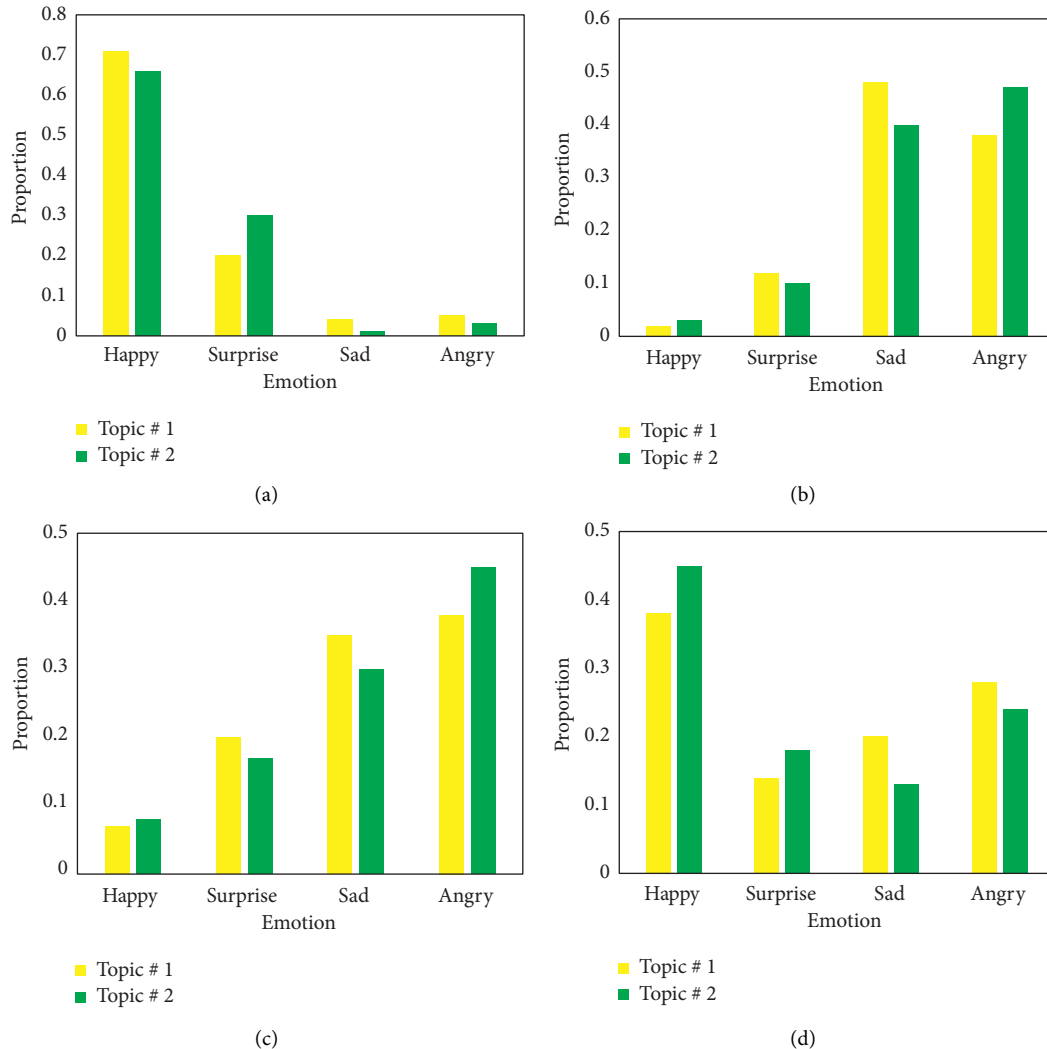 0.8
0.7
0.6
0.5
0.4
0.3
0.2
0.1
0
Proportion
Happy Surprise Sad Angry
Emotion
Topic # 1
Topic # 2
(a)
0.6
0.5
0.4
0.3
0.2
0.1
0
Proportion
Happy Surprise Sad Angry
Emotion
Topic # 1
Topic # 2
(b)
0.5
0.4
0.3
0.2
0.1
0
Proportion
Happy Surprise Sad Angry
Emotion
Topic # 1
Topic # 2
(c)
0.5
0.4
0.3
0.2
0.1
0
Proportion
Happy Surprise Sad Angry
Emotion
Topic # 1
Topic # 2
(d)